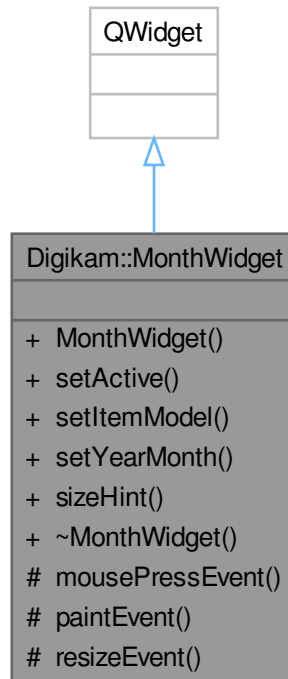 QWidget
Digikam::MonthWidget
+ MonthWidget()
+ setActive()
+ setItemModel()
+ setYearMonth()
+ sizeHint()
+ ~MonthWidget()
# mousePressEvent()
# paintEvent()
# resizeEvent()